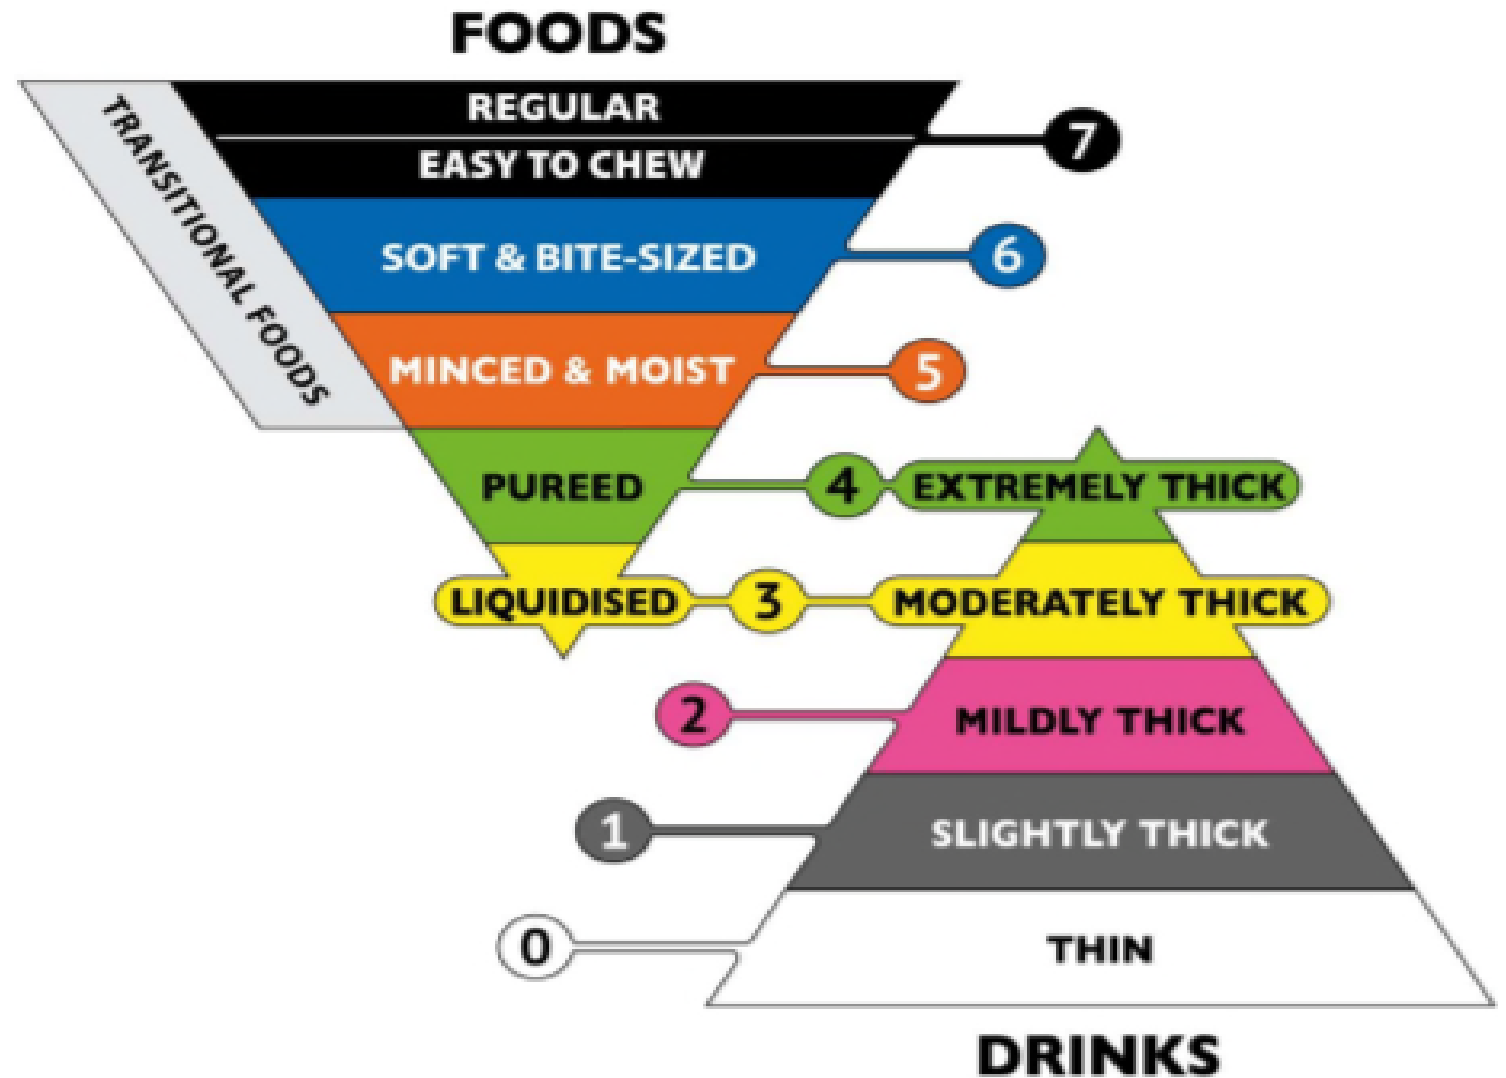 FOODS
TRANSITIONAL FOODS
REGULAR
EASY TO CHEW
7
SOFT & BITE-SIZED
6
MINCED & MOIST
5
PUREED
4
EXTREMELY THICK
LIQUIDISED
3
MODERATELY THICK
2
MILDLY THICK
1
SLIGHTLY THICK
0
THIN
DRINKS